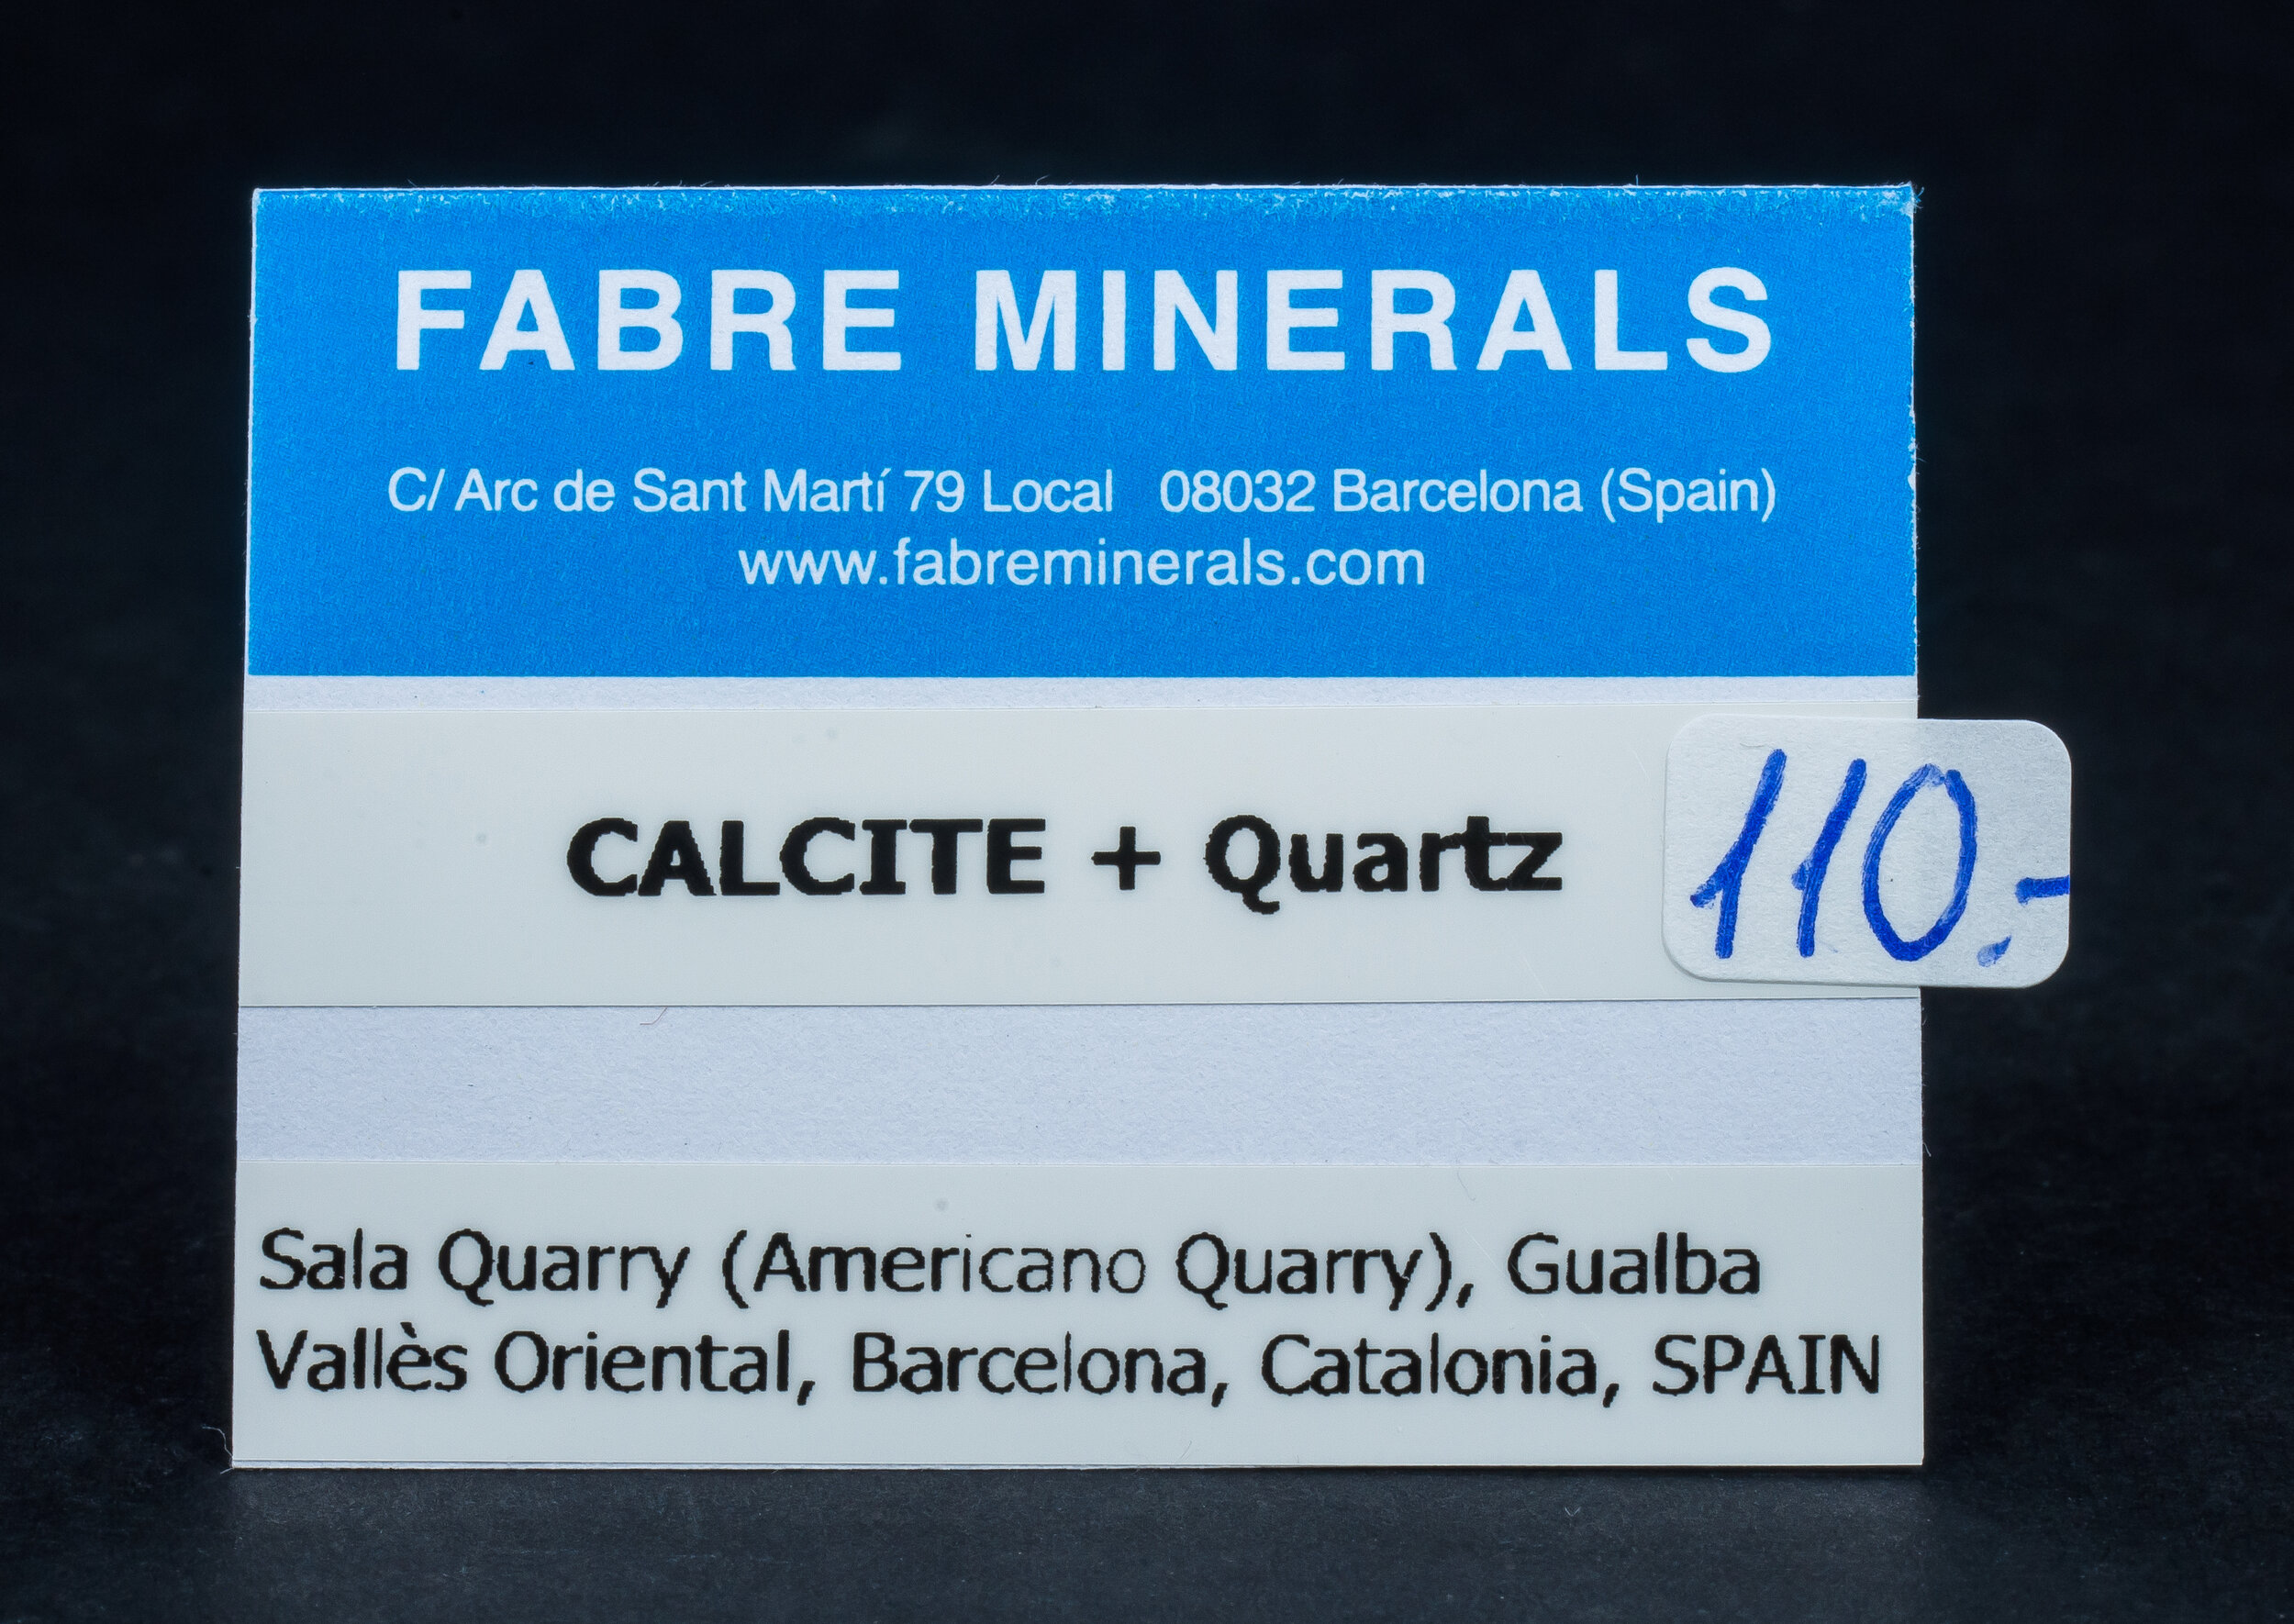 FABRE MINERALS
C/ Arc de Sant Martí 79 Local 08032 Barcelona (Spain)
www.fabreminerals.com
CALCITE + Quartz
110.-
Sala Quarry (Americano Quarry), Gualba
Vallès Oriental, Barcelona, Catalonia, SPAIN